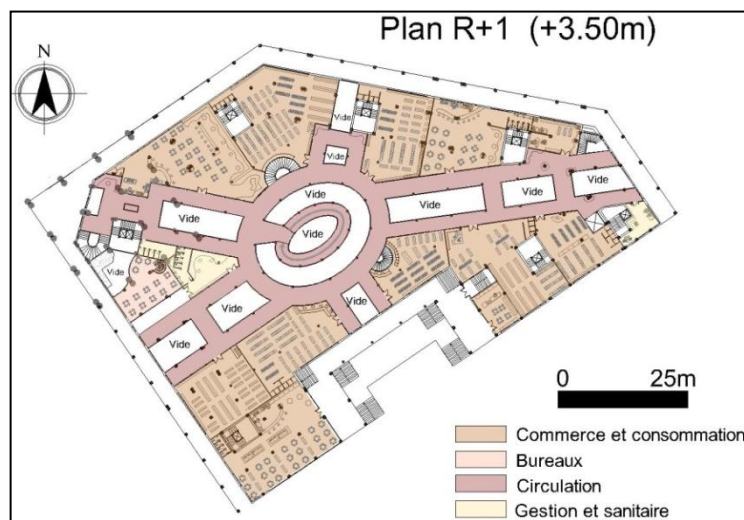 Plan R+1 (+3.50m)
N
Vide
Vide
Vide
Vide
Vide
Vide
Vide
Vide
Vide
Vide
Vide
Vide
Vide
0 25m
Commerce et consommation
Bureaux
Circulation
Gestion et sanitaire